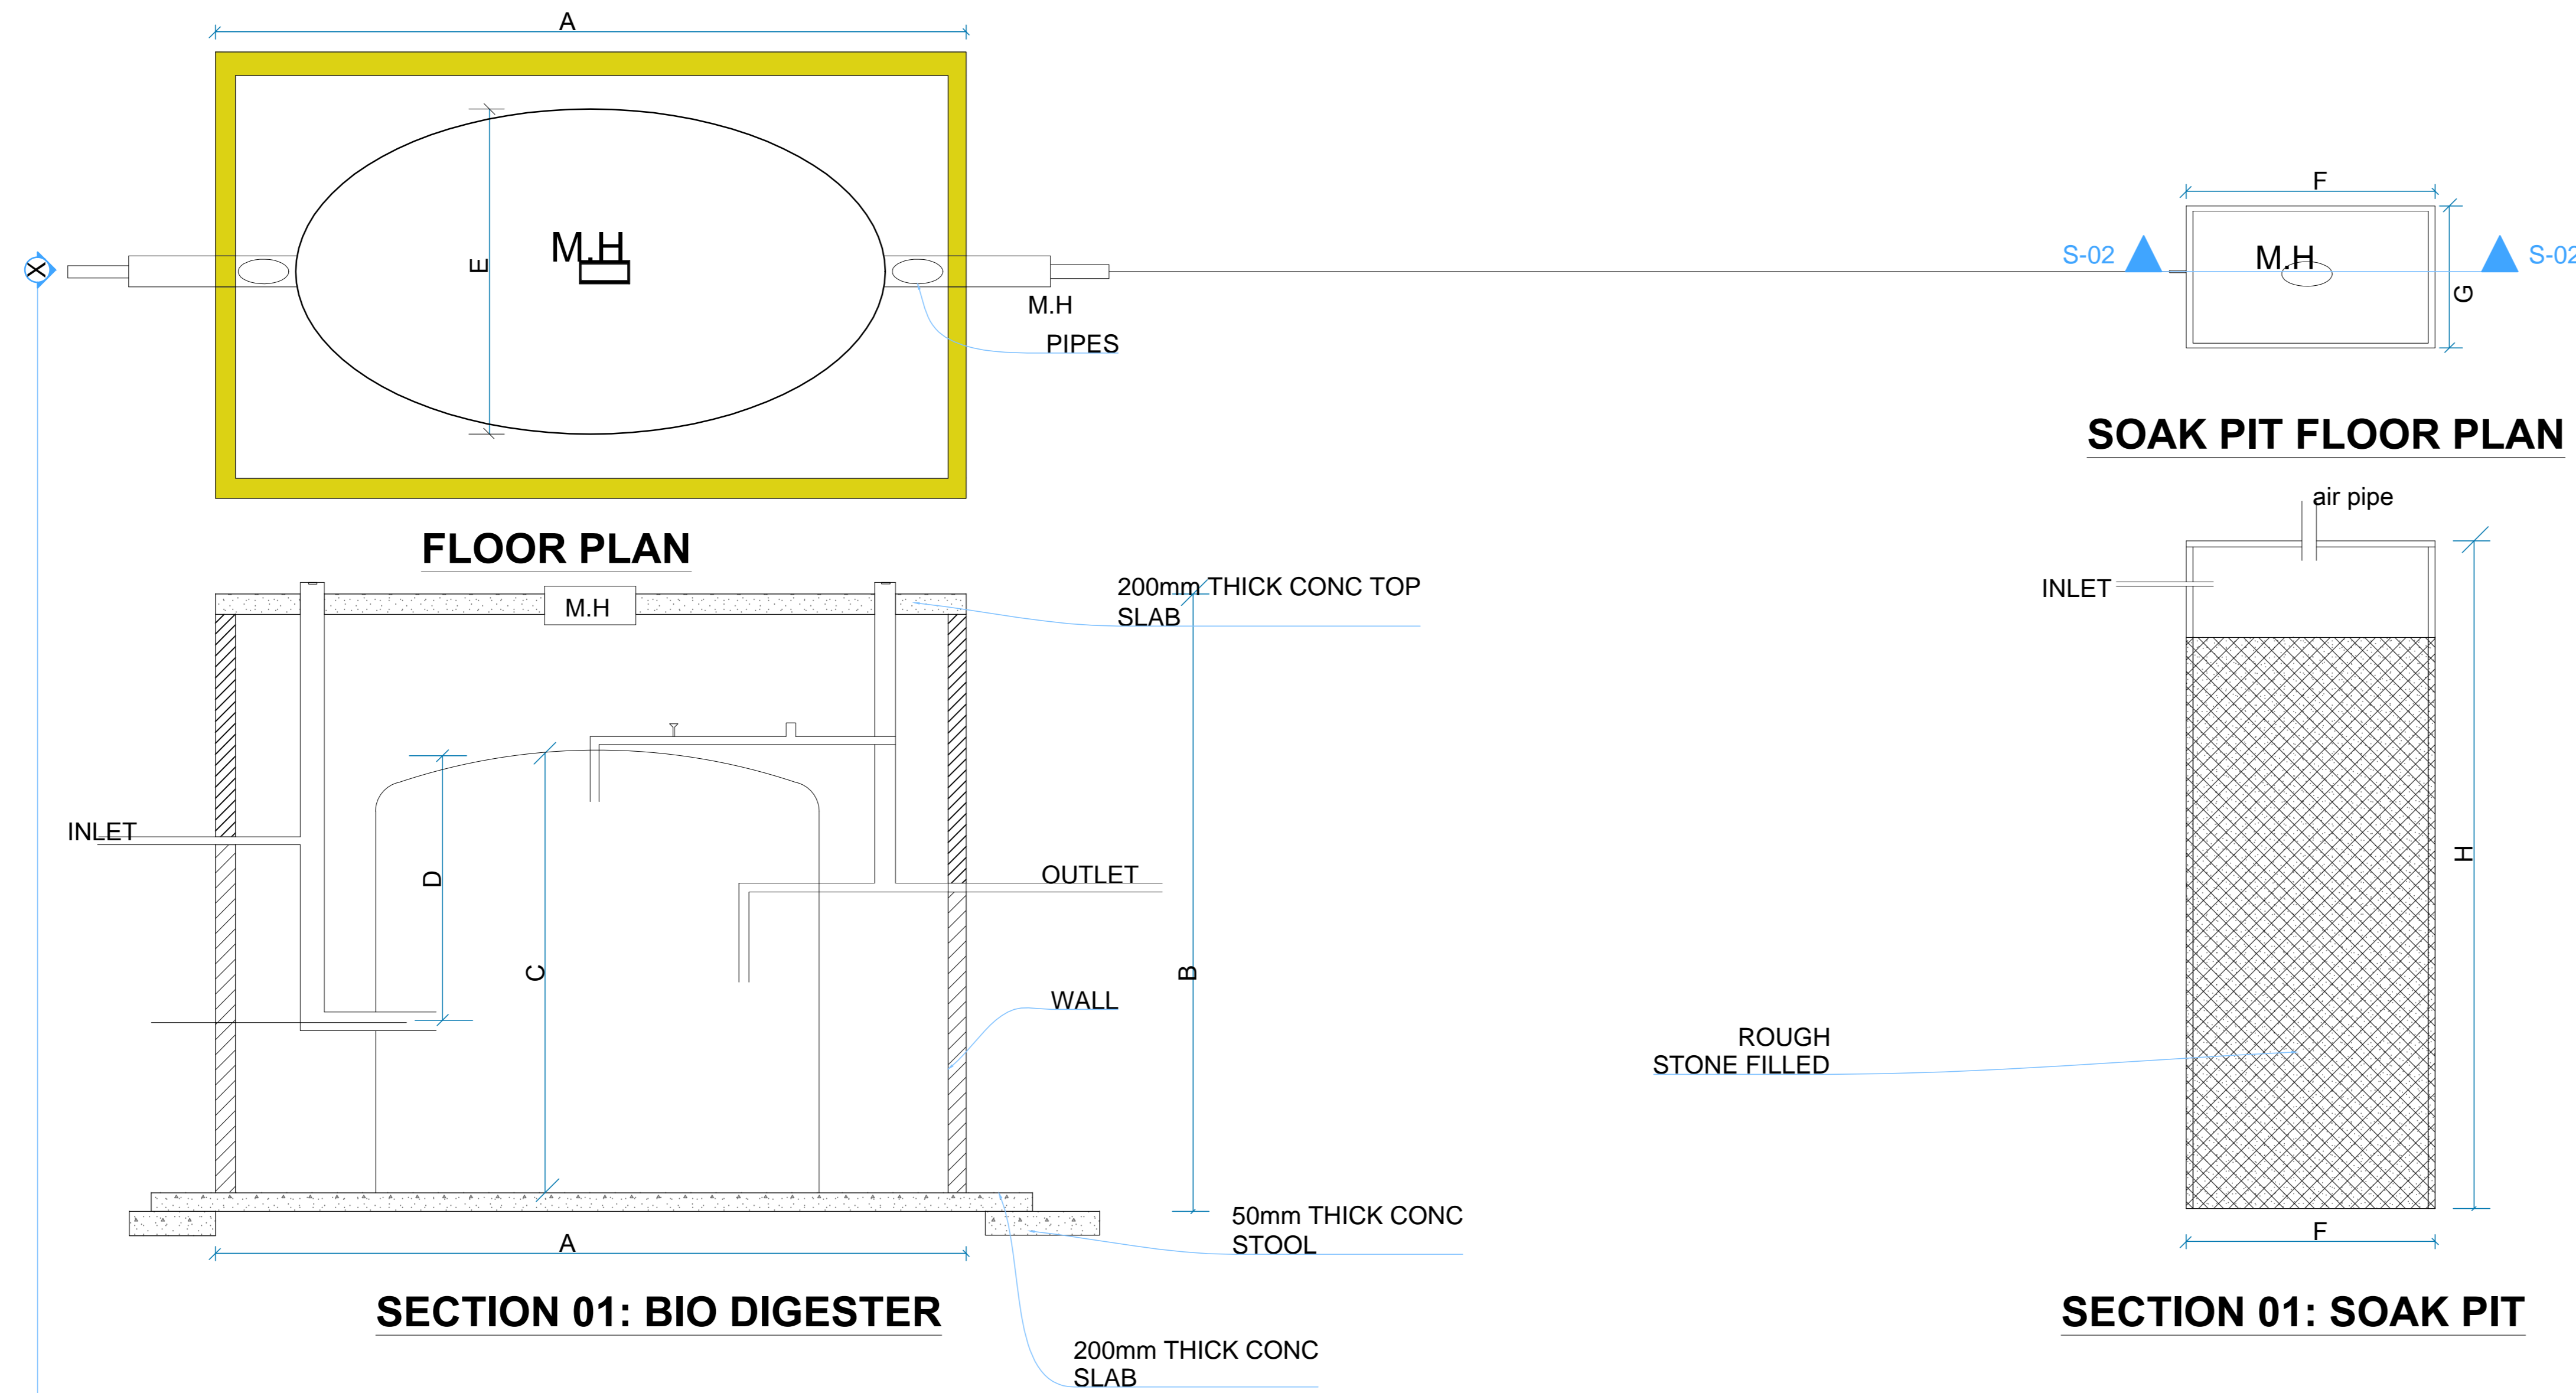 A
E
M.H
X
M.H
PIPES
FLOOR PLAN
F
S-02
M.H
S-02
G
SOAK PIT FLOOR PLAN
M.H
200mm THICK CONC TOP
SLAB
INLET
D
C
OUTLET
B
WALL
50mm THICK CONC
STOOL
A
SECTION 01: BIO DIGESTER
200mm THICK CONC
SLAB
air pipe
INLET
H
ROUGH
STONE FILLED
F
SECTION 01: SOAK PIT